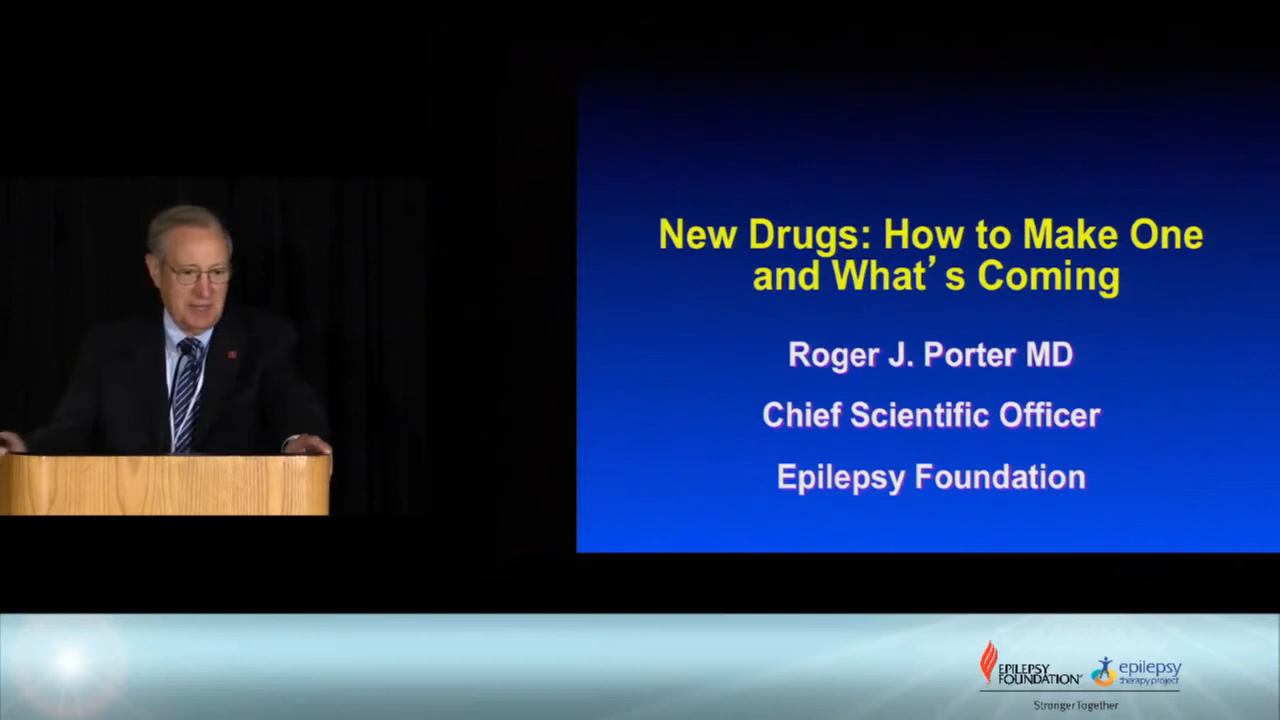 New Drugs: How to Make One
and What's Coming
Roger J. Porter MD
Chief Scientific Officer
Epilepsy Foundation
EPILEPSY
FOUNDATION
epilepsy
therapy project
Stronger Together